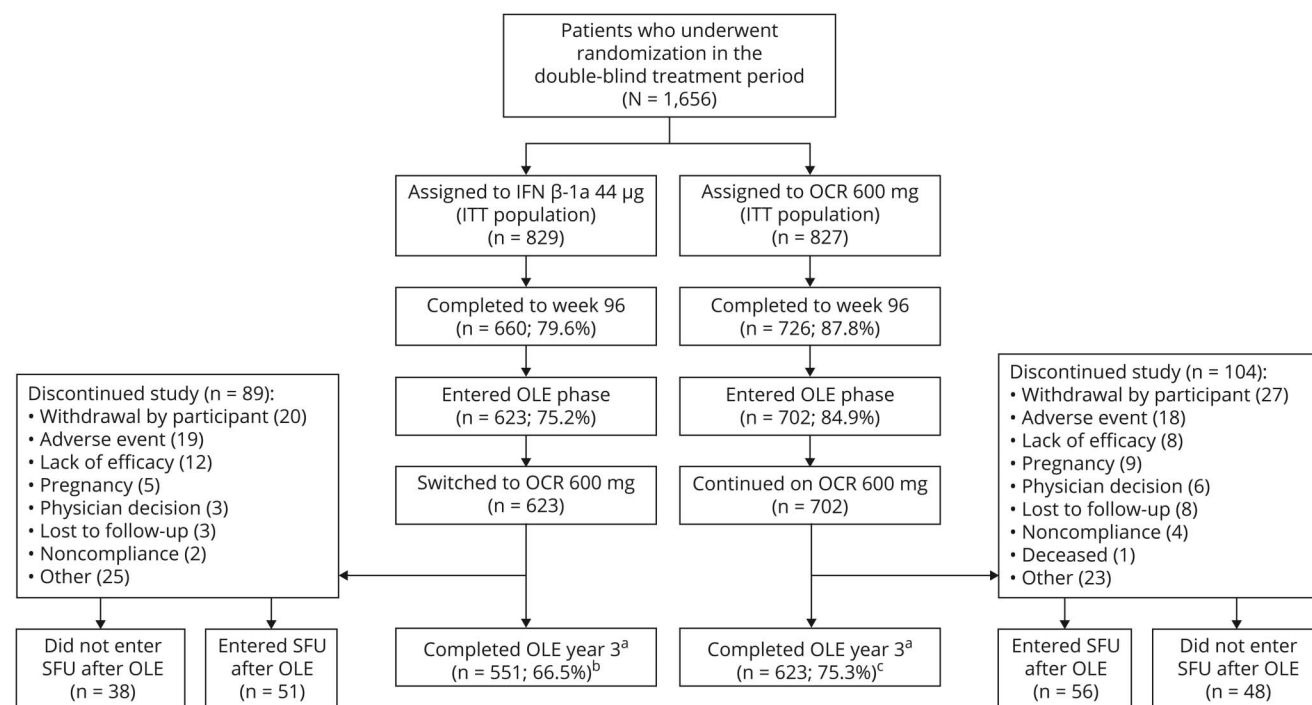 Patients who underwent
randomization in the
double-blind treatment period
(N = 1,656)
Assigned to IFN β-1a 44 μg
(ITT population)
(n = 829)
Assigned to OCR 600 mg
(ITT population)
(n = 827)
Completed to week 96
(n = 660; 79.6%)
Completed to week 96
(n = 726; 87.8%)
Entered OLE phase
(n = 623; 75.2%)
Entered OLE phase
(n = 702; 84.9%)
Switched to OCR 600 mg
(n = 623)
Continued on OCR 600 mg
(n = 702)
Discontinued study (n = 89):
• Withdrawal by participant (20)
• Adverse event (19)
• Lack of efficacy (12)
• Pregnancy (5)
• Physician decision (3)
• Lost to follow-up (3)
• Noncompliance (2)
• Other (25)
Discontinued study (n = 104):
• Withdrawal by participant (27)
• Adverse event (18)
• Lack of efficacy (8)
• Pregnancy (9)
• Physician decision (6)
• Lost to follow-up (8)
• Noncompliance (4)
• Deceased (1)
• Other (23)
Did not enter
SFU after OLE
(n = 38)
Entered SFU
after OLE
(n = 51)
Completed OLE year 3a
(n = 551; 66.5%)b
Completed OLE year 3a
(n = 623; 75.3%)c
Entered SFU
after OLE
(n = 56)
Did not enter
SFU after OLE
(n = 48)